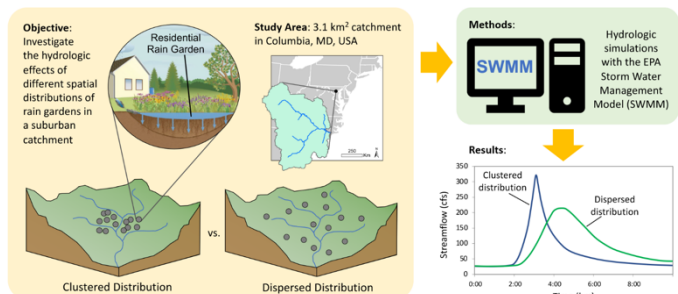 Objective:
Investigate
the hydrologic
effects of
different spatial
distributions of
rain gardens in
a suburban
catchment
Residential
Rain Garden
Study Area: 3.1 km² catchment
in Columbia, MD, USA
Clustered Distribution
vs.
Dispersed Distribution
Methods:
SWMM
Hydrologic
simulations
with the EPA
Storm Water
Management
Model (SWMM)
Results:
Streamflow (cfs)
350
300
250
200
150
100
50
0
Clustered
distribution
Dispersed
distribution
0:00 2:00 4:00 6:00 8:00